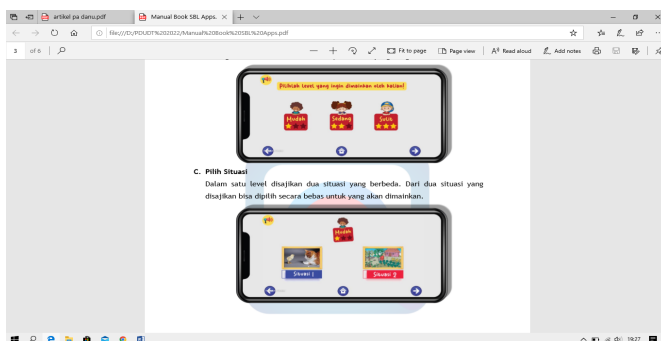 artikel pa danu.pdf
Manual Book SBL Apps.
file:///D:/PDUDT%202022/Manual%20Book%20SBL%20Apps.pdf
3 of 6
Fit to page
Page view
Read aloud
Add notes
Pilihlah level yang ingin dimainkan oleh kalian!
Mudah
Sedang
Sulit
C. Pilih Situasi
Dalam satu level disajikan dua situasi yang berbeda. Dari dua situasi yang
disajikan bisa dipilih secara bebas untuk yang akan dimainkan.
Mudah
Situasi 1
Situasi 2
19:27